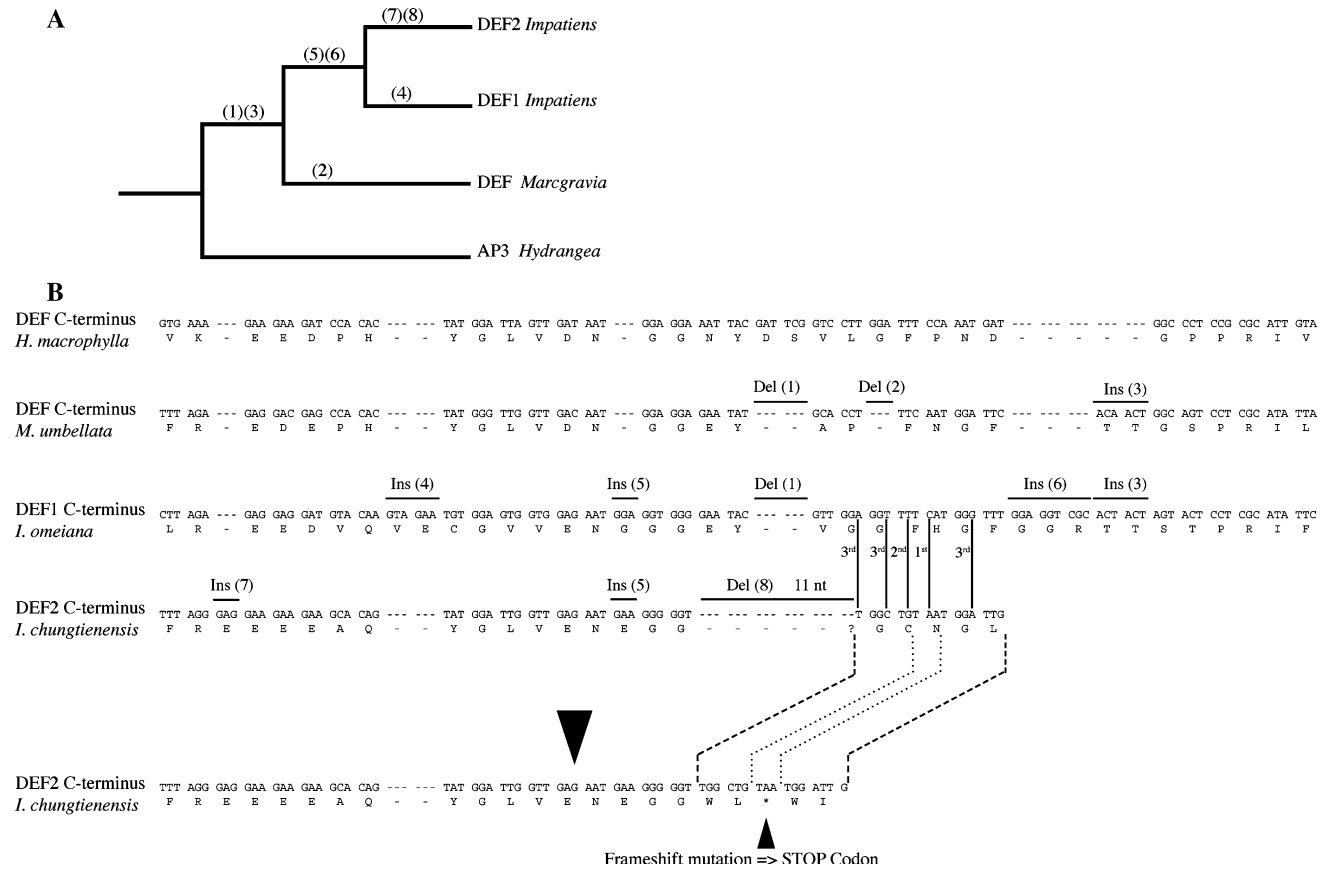 A
(7)(8)
DEF2 Impatiens
(5)(6)
(4)
DEF1 Impatiens
(1)(3)
(2)
DEF Marcgravia
AP3 Hydrangea
B
DEF C-terminus GTG AAA --- GAA GAA GAT CCA CAC --- --- TAT GGA TTA GTT GAT AAT --- GGA GGA AAT TAC GAT TCG GTC CTT GGA TTT CCA AAT GAT --- --- --- --- --- GGC CCT CCG CGC ATT GTA
H. macrophylla V K - E E D P H - - Y G L V D N - G G N Y D S V L G F P N D - - - - - G P P R I V
Del (1) Del (2) Ins (3)
DEF C-terminus TTT AGA --- GAG GAC GAG CCA CAC --- --- TAT GGG TTG GTT GAC AAT --- GGA GGA GAA TAT --- --- GCA CCT --- TTC AAT GGA TTC --- --- --- ACA ACT GGC AGT CCT CGC ATA TTA
M. umbellata F R - E D E P H - - Y G L V D N - G G E Y - - A P - F N G F - - - T T G S P R I L
Ins (4) Ins (5) Del (1) Ins (6) Ins (3)
DEF1 C-terminus CTT AGA --- GAG GAG GAT GTA CAA GTA GAA TGT GGA GTG GTG GAG AAT GGA GGT GGG GAA TAC --- --- GTT GGA GGT TTT CAT GGG TTT GGA GGT CGC ACT ACT AGT ACT CCT CGC ATA TTC
I. omeiana L R - E E D V Q V E C G V V E N G G G E Y - - V G G F H G F G G R T T S T P R I F
3rd 3rd 2nd 1st 3rd
Ins (7) Ins (5) Del (8) 11 nt
DEF2 C-terminus TTT AGG GAG GAA GAA GAA GCA CAG --- --- TAT GGA TTG GTT GAG AAT GAA GGG GGT --- --- --- --- --- --T GGC TGT AAT GGA TTG
I. chungtienensis F R E E E E A Q - - Y G L V E N E G G - - - - - ? G C N G L
DEF2 C-terminus TTT AGG GAG GAA GAA GAA GCA CAG --- --- TAT GGA TTG GTT GAG AAT GAA GGG GGT TGG CTG TAA TGG ATT G
I. chungtienensis F R E E E E A Q - - Y G L V E N E G G W L * W I
Frameshift mutation => STOP Codon